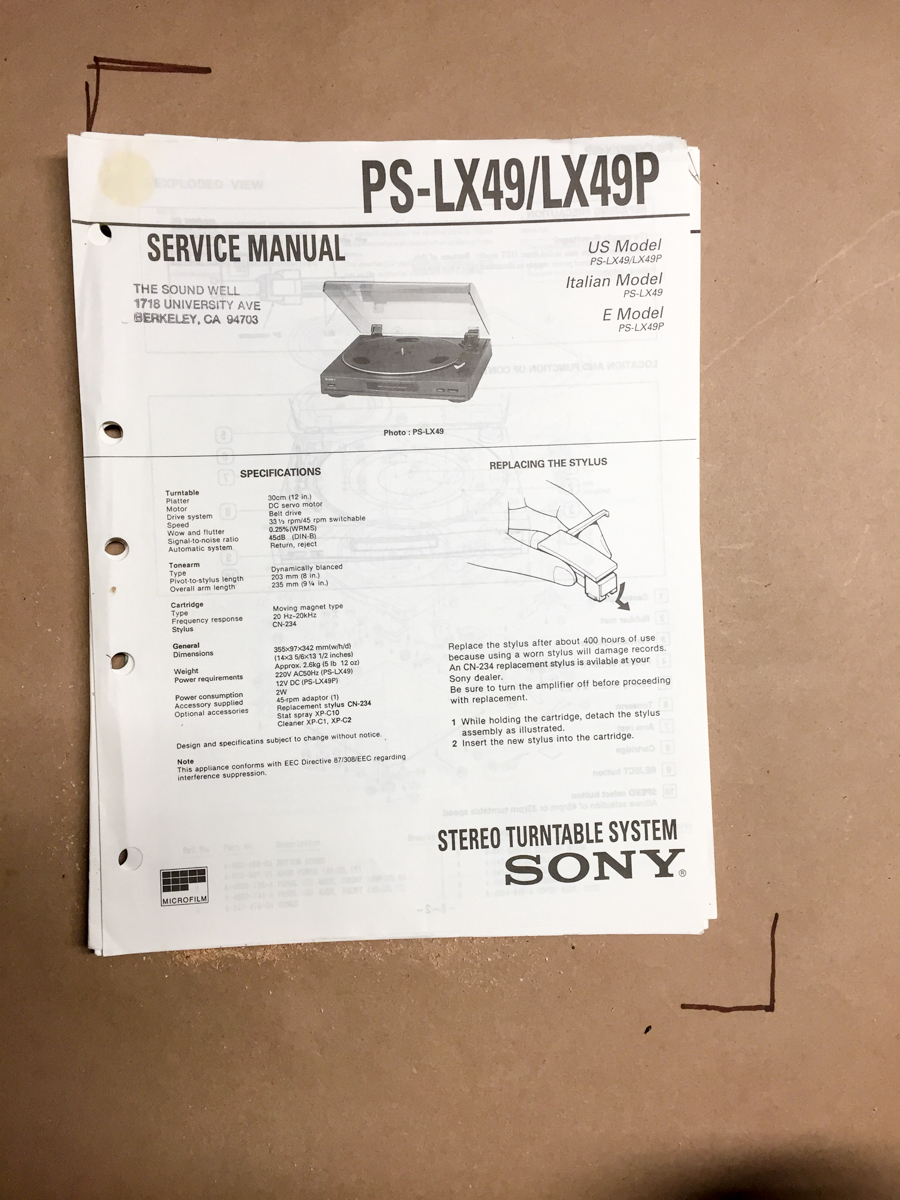 PS-LX49/LX49P
SERVICE MANUAL
US Model
PS-LX49/LX49P
Italian Model
PS-LX49
E Model
PS-LX49P
THE SOUND WELL
1718 UNIVERSITY AVE
BERKELEY, CA 94703
Photo : PS-LX49
SPECIFICATIONS
Turntable
Platter 30cm (12 in.)
Motor DC servo motor
Drive system Belt drive
Speed 33 1/3 rpm/45 rpm switchable
Wow and flutter 0.25% (WRMS)
Signal-to-noise ratio 45dB (DIN-B)
Automatic system Return, reject
Tonearm
Type Dynamically blanced
Pivot-to-stylus length 203 mm (8 in.)
Overall arm length 235 mm (9 1/4 in.)
Cartridge
Type Moving magnet type
Frequency response 20 Hz-20kHz
Stylus CN-234
General
Dimensions 355×97×342 mm(w/h/d)
(14×3 5/6×13 1/2 inches)
Weight Approx. 2.6kg (5 lb 12 oz)
Power requirements 220V AC50Hz (PS-LX49)
12V DC (PS-LX49P)
Power consumption 2W
Accessory supplied 45-rpm adaptor (1)
Optional accessories Replacement stylus CN-234
Stat spray XP-C10
Cleaner XP-C1, XP-C2
Design and specificatins subject to change without notice.
Note
This appliance conforms with EEC Directive 87/308/EEC regarding
interference suppression.
REPLACING THE STYLUS
Replace the stylus after about 400 hours of use
because using a worn stylus will damage records.
An CN-234 replacement stylus is avilable at your
Sony dealer.
Be sure to turn the amplifier off before proceeding
with replacement.
1 While holding the cartridge, detach the stylus
assembly as illustrated.
2 Insert the new stylus into the cartridge.
STEREO TURNTABLE SYSTEM
SONY®
MICROFILM